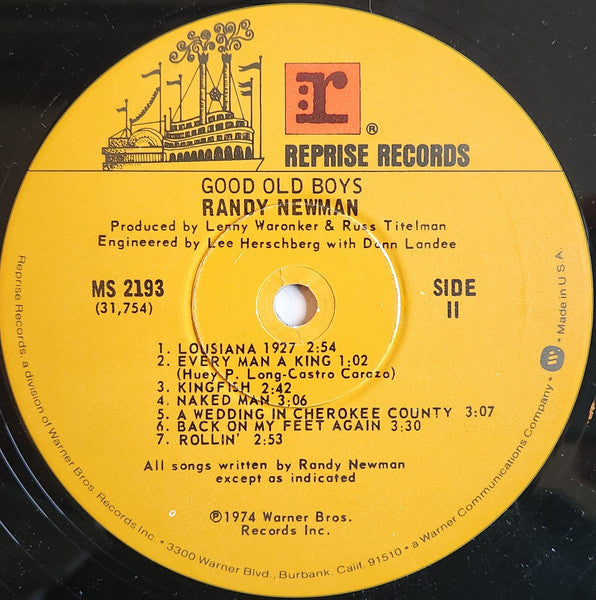 r
®
REPRISE RECORDS
GOOD OLD BOYS
RANDY NEWMAN
Produced by Lenny Waronker & Russ Titelman
Engineered by Lee Herschberg with Donn Landee
MS 2193
(31,754)
SIDE
II
1. LOUSIANA 1927 2:54
2. EVERY MAN A KING 1:02
(Huey P. Long-Castro Carazo)
3. KINGFISH 2:42
4. NAKED MAN 3:06
5. A WEDDING IN CHEROKEE COUNTY 3:07
6. BACK ON MY FEET AGAIN 3:30
7. ROLLIN' 2:53
All songs written by Randy Newman
except as indicated
℗1974 Warner Bros.
Records Inc.
Reprise Records, a division of Warner Bros. Records Inc. • 3300 Warner Blvd., Burbank, Calif. 91510 • a Warner Communications Company. • W • Made in U.S.A.